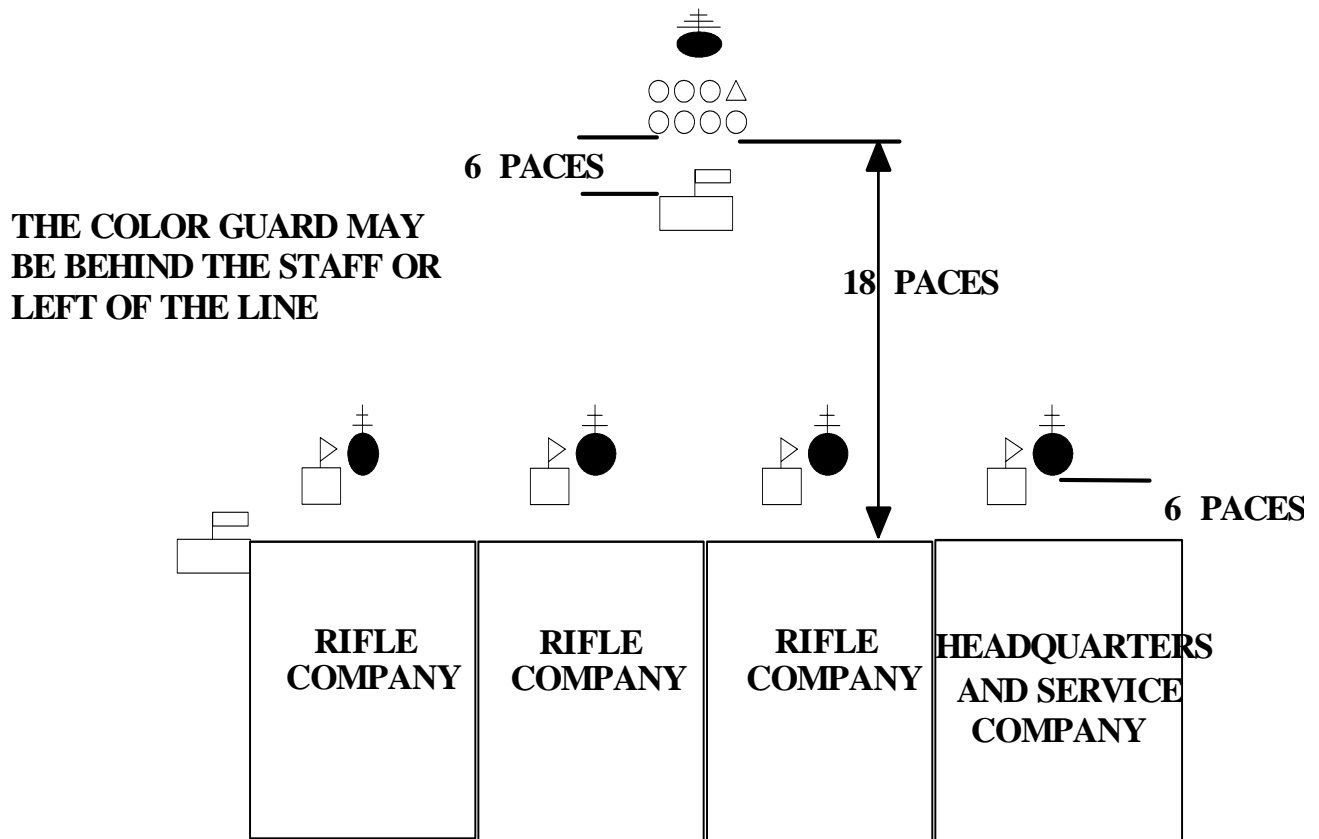 6 PACES
THE COLOR GUARD MAY
BE BEHIND THE STAFF OR
LEFT OF THE LINE
18 PACES
6 PACES
RIFLE
COMPANY
RIFLE
COMPANY
RIFLE
COMPANY
HEADQUARTERS
AND SERVICE
COMPANY